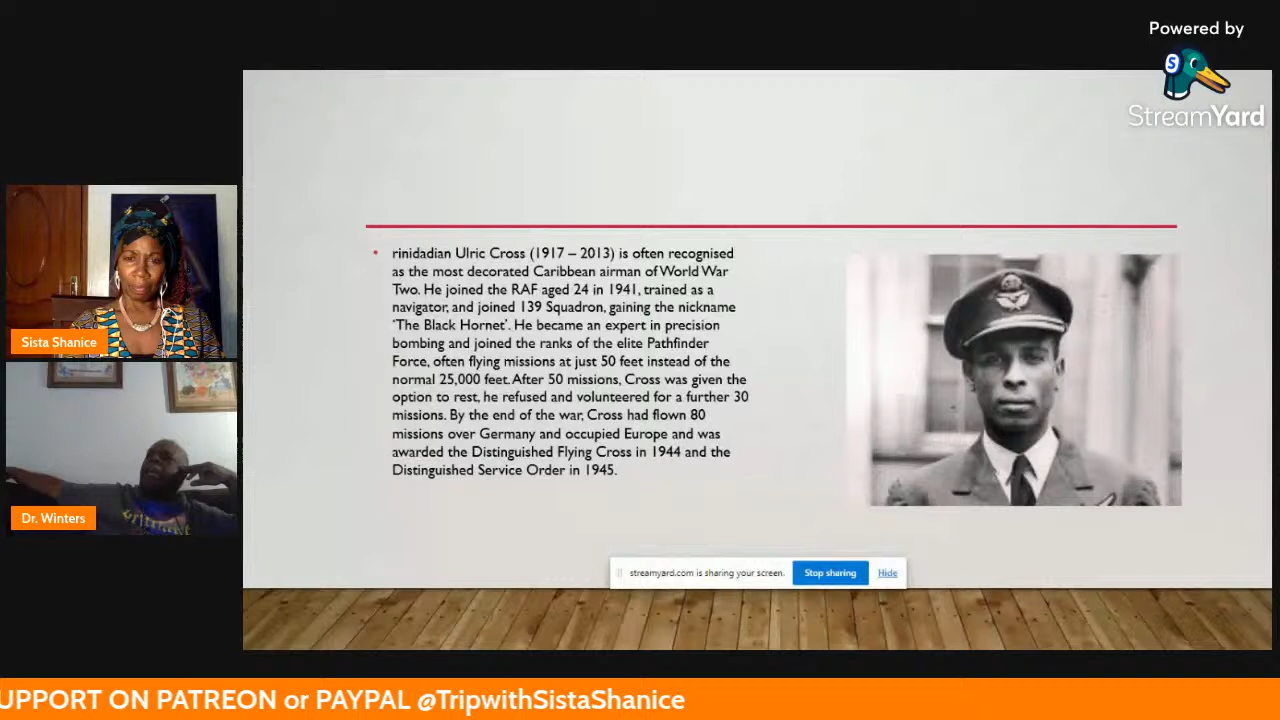 Powered by
S
StreamYard
rinidadian Ulric Cross (1917 – 2013) is often recognised
as the most decorated Caribbean airman of World War
Two. He joined the RAF aged 24 in 1941, trained as a
navigator, and joined 139 Squadron, gaining the nickname
‘The Black Hornet’. He became an expert in precision
bombing and joined the ranks of the elite Pathfinder
Force, often flying missions at just 50 feet instead of the
normal 25,000 feet. After 50 missions, Cross was given the
option to rest, he refused and volunteered for a further 30
missions. By the end of the war, Cross had flown 80
missions over Germany and occupied Europe and was
awarded the Distinguished Flying Cross in 1944 and the
Distinguished Service Order in 1945.
Sista Shanice
Dr. Winters
streamyard.com is sharing your screen. Stop sharing Hide
UPPORT ON PATREON or PAYPAL @TripwithSistaShanice